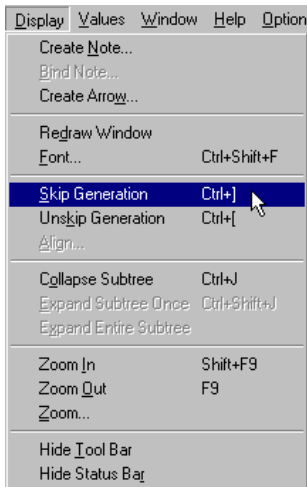 Display Values Window Help Option
Create Note...
Bind Note...
Create Arrow...
Redraw Window
Font... Ctrl+Shift+F
Skip Generation Ctrl+]
Unskip Generation Ctrl+[
Align...
Collapse Subtree Ctrl+J
Expand Subtree Once Ctrl+Shift+J
Expand Entire Subtree
Zoom In Shift+F9
Zoom Out F9
Zoom...
Hide Tool Bar
Hide Status Bar